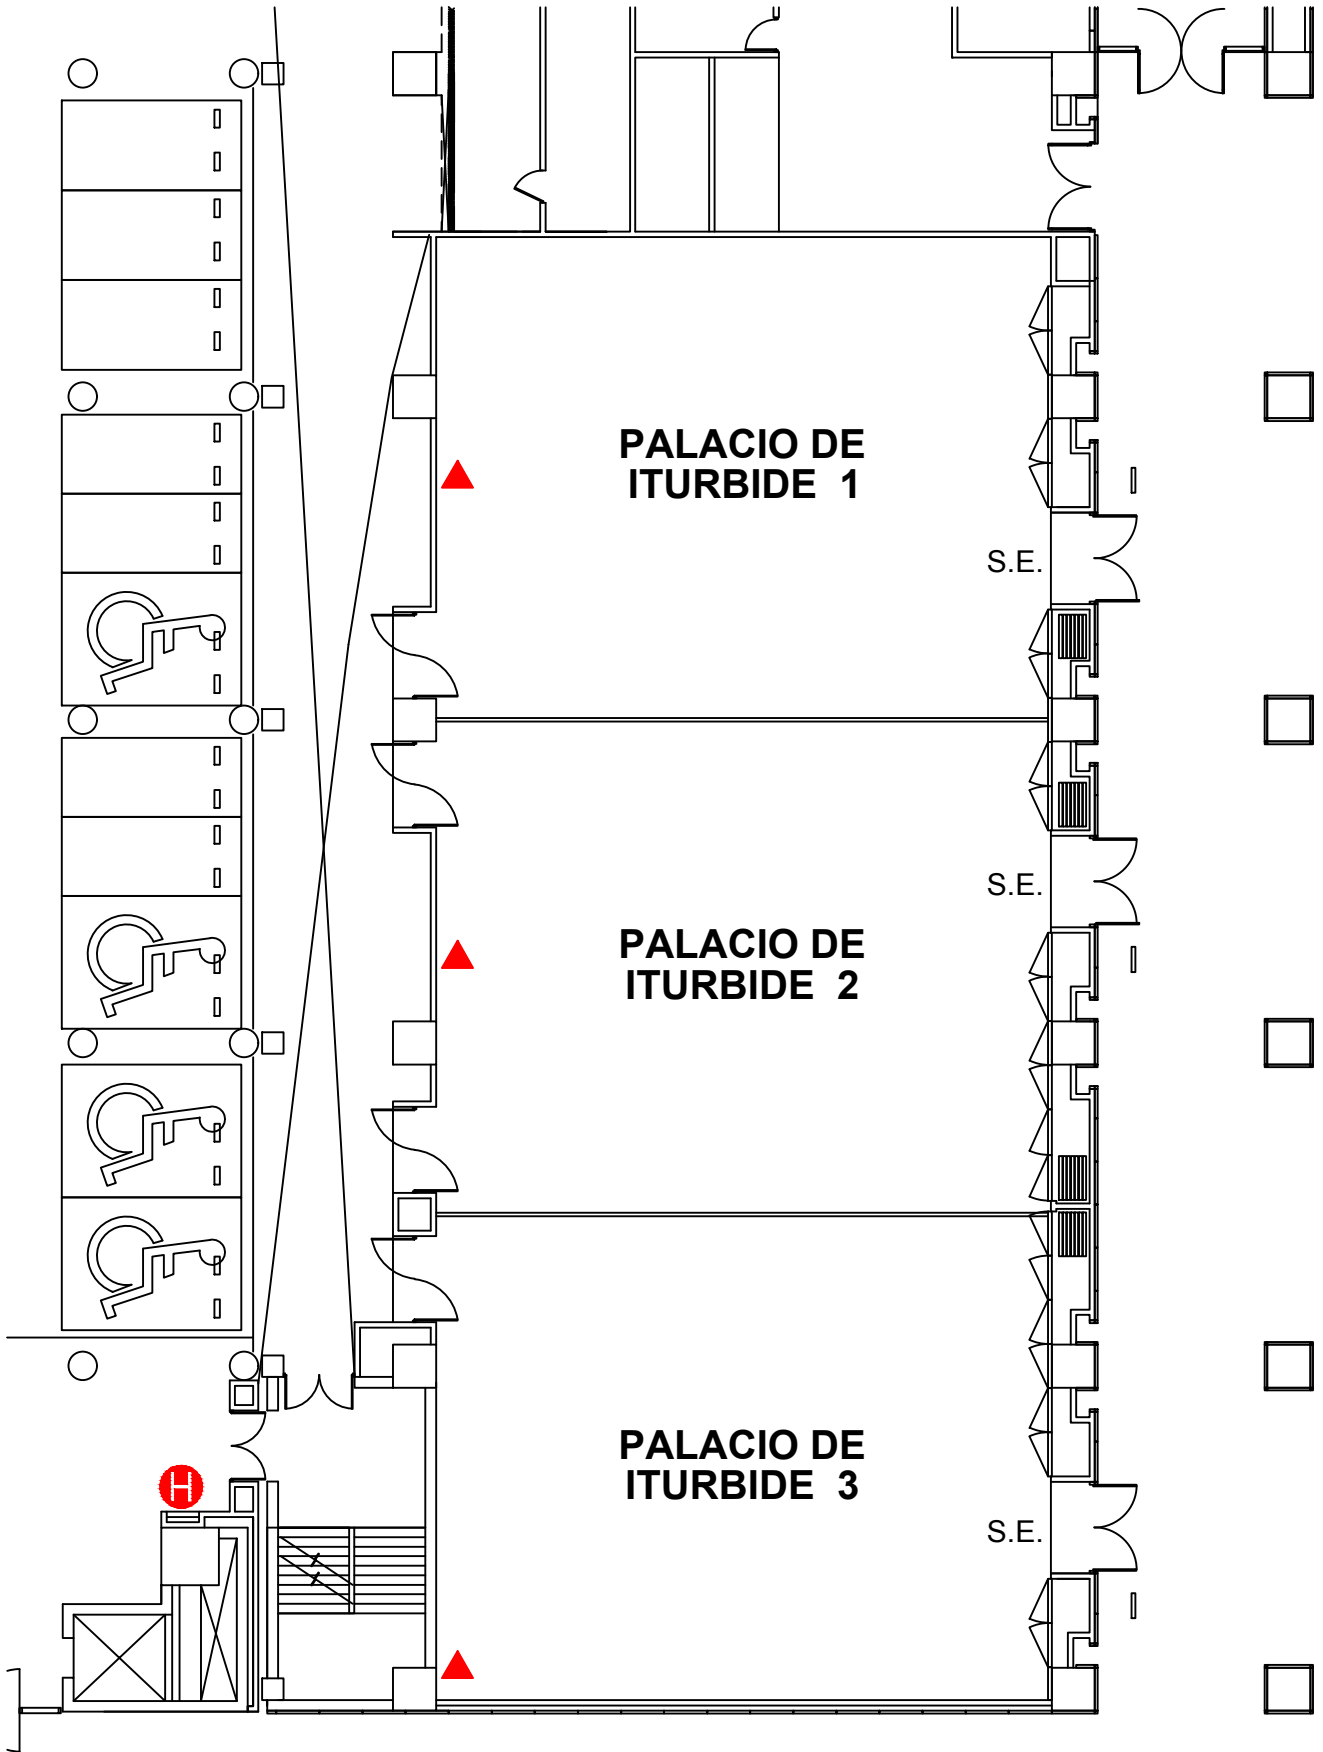 PALACIO DE
ITURBIDE 1
S.E.
S.E.
PALACIO DE
ITURBIDE 2
PALACIO DE
ITURBIDE 3
H
S.E.